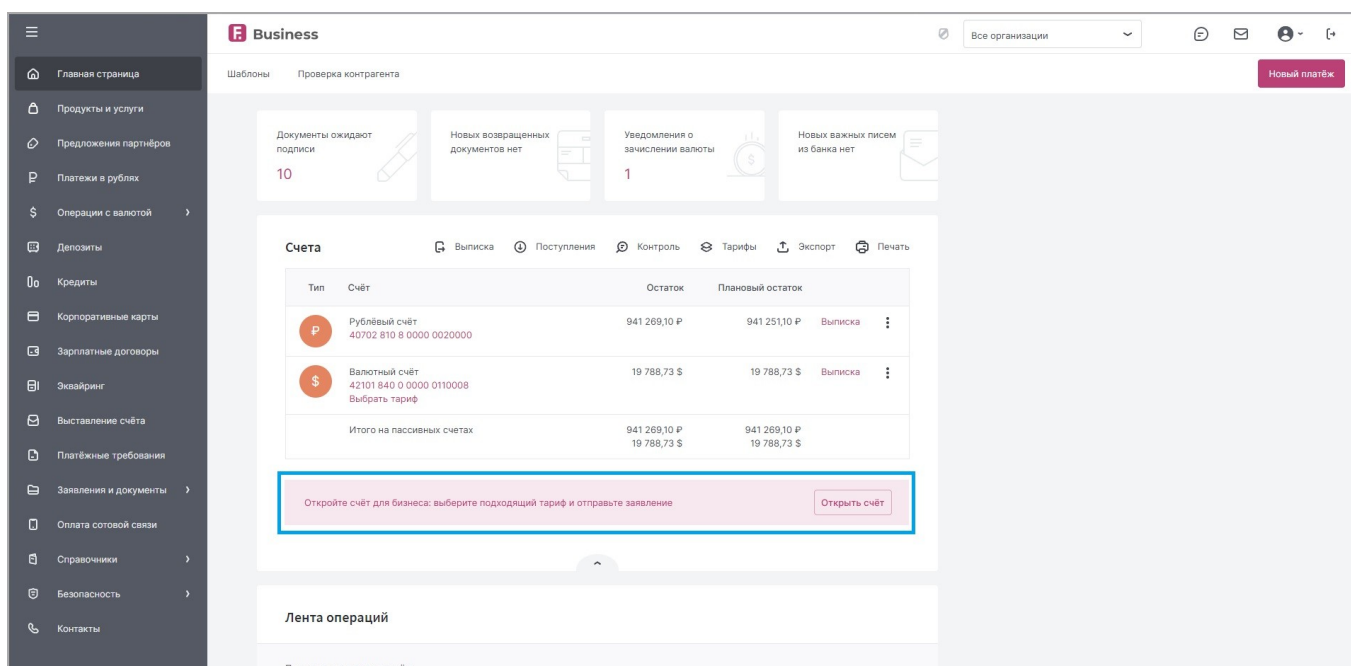 F. Business
Все организации
Главная страница
Продукты и услуги
Предложения партнёров
Платежи в рублях
Операции с валютой
Депозиты
Кредиты
Корпоративные карты
Зарплатные договоры
Эквайринг
Выставление счёта
Платёжные требования
Заявления и документы
Оплата сотовой связи
Справочники
Безопасность
Контакты
Шаблоны Проверка контрагента Новый платёж
Документы ожидают
подписи
10
Новых возвращенных
документов нет
Уведомления о
зачислении валюты
1
Новых важных писем
из банка нет
Счета Выписка Поступления Контроль Тарифы Экспорт Печать
Тип Счёт Остаток Плановый остаток
Рублёвый счёт 941 269,10 ₽ 941 251,10 ₽ Выписка
40702 810 8 0000 0020000
Валютный счёт 19 788,73 $ 19 788,73 $ Выписка
42101 840 0 0000 0110008
Выбрать тариф
Итого на пассивных счетах 941 269,10 ₽ 941 269,10 ₽
19 788,73 $ 19 788,73 $
Откройте счёт для бизнеса: выберите подходящий тариф и отправьте заявление Открыть счёт
Лента операций